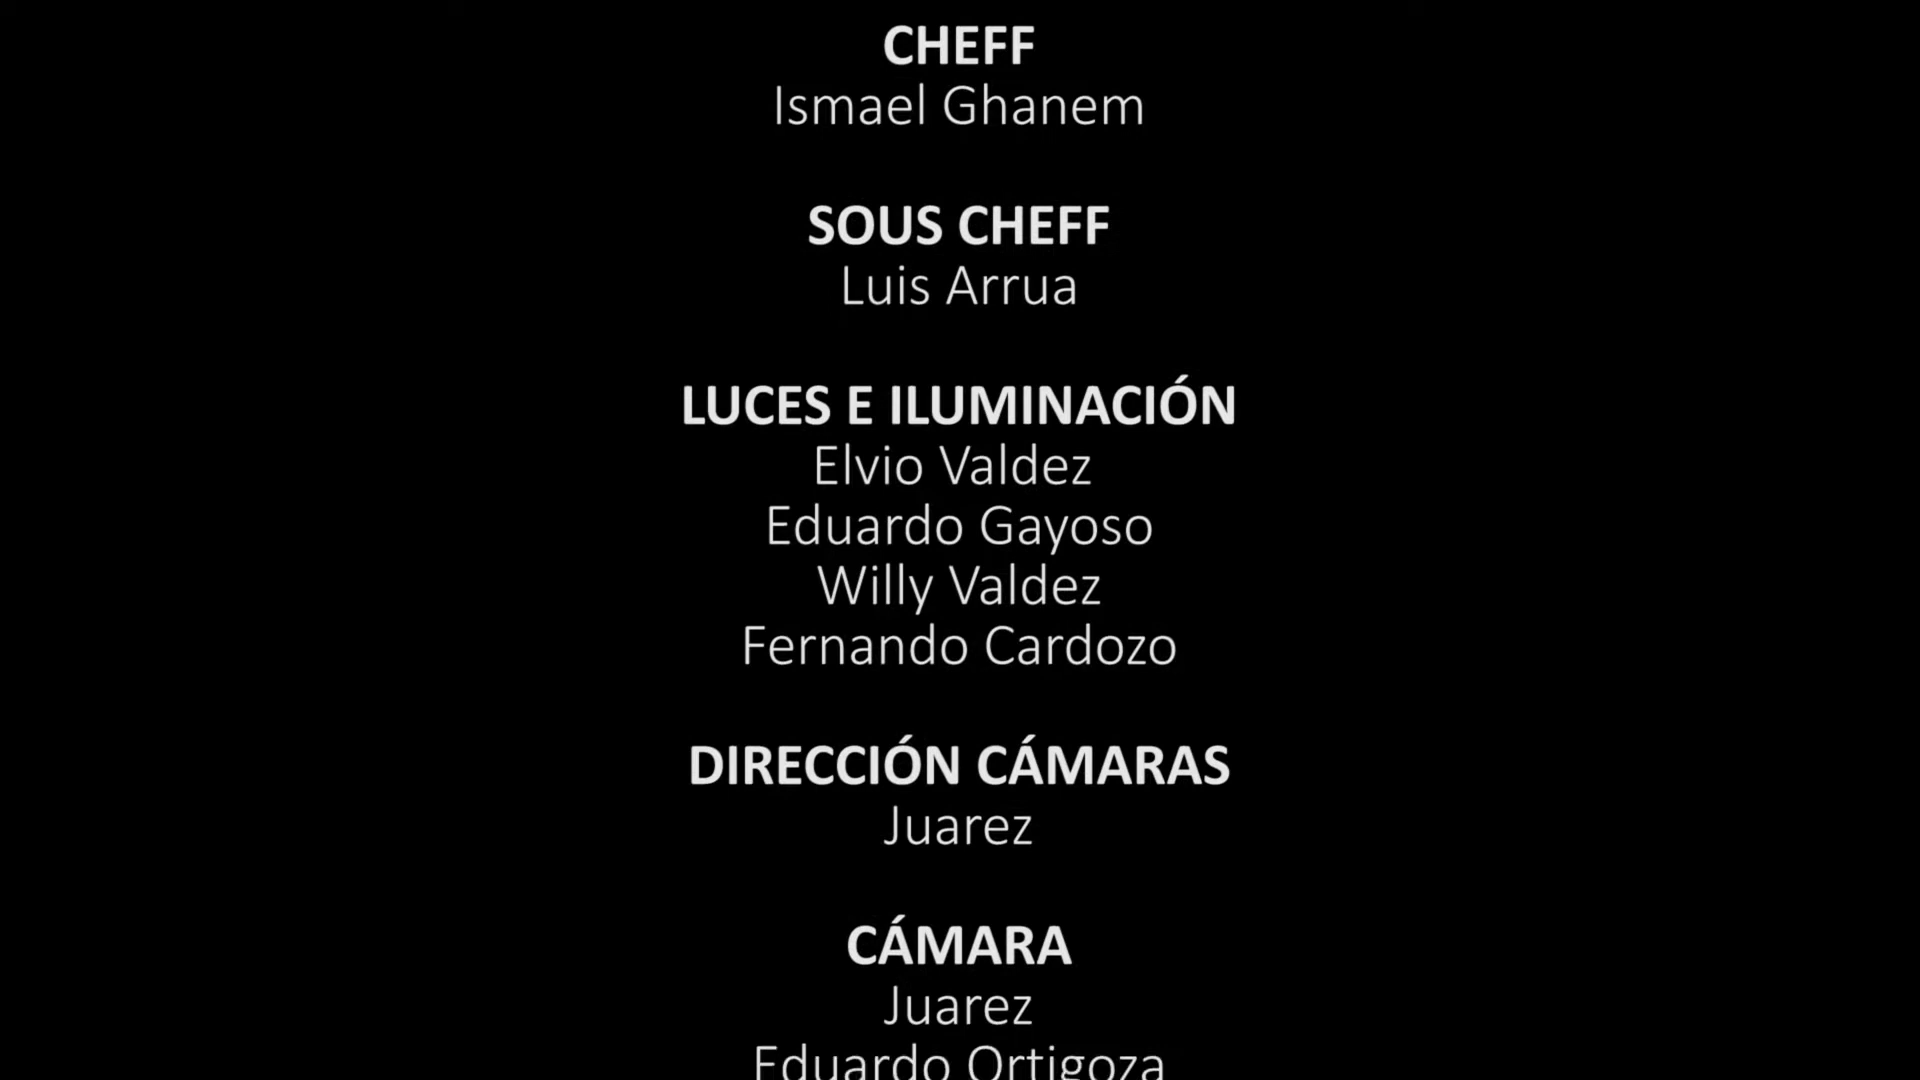 CHEFF
Ismael Ghanem
SOUS CHEFF
Luis Arrua
LUCES E ILUMINACIÓN
Elvio Valdez
Eduardo Gayoso
Willy Valdez
Fernando Cardozo
DIRECCIÓN CÁMARAS
Juarez
CÁMARA
Juarez
Eduardo Ortigoza